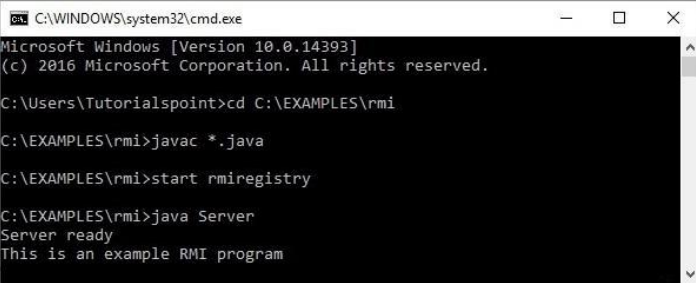 C:\WINDOWS\system32\cmd.exe
Microsoft Windows [Version 10.0.14393]
(c) 2016 Microsoft Corporation. All rights reserved.
C:\Users\Tutorialspoint>cd C:\EXAMPLES\rmi
C:\EXAMPLES\rmi>javac *.java
C:\EXAMPLES\rmi>start rmiregistry
C:\EXAMPLES\rmi>java Server
Server ready
This is an example RMI program